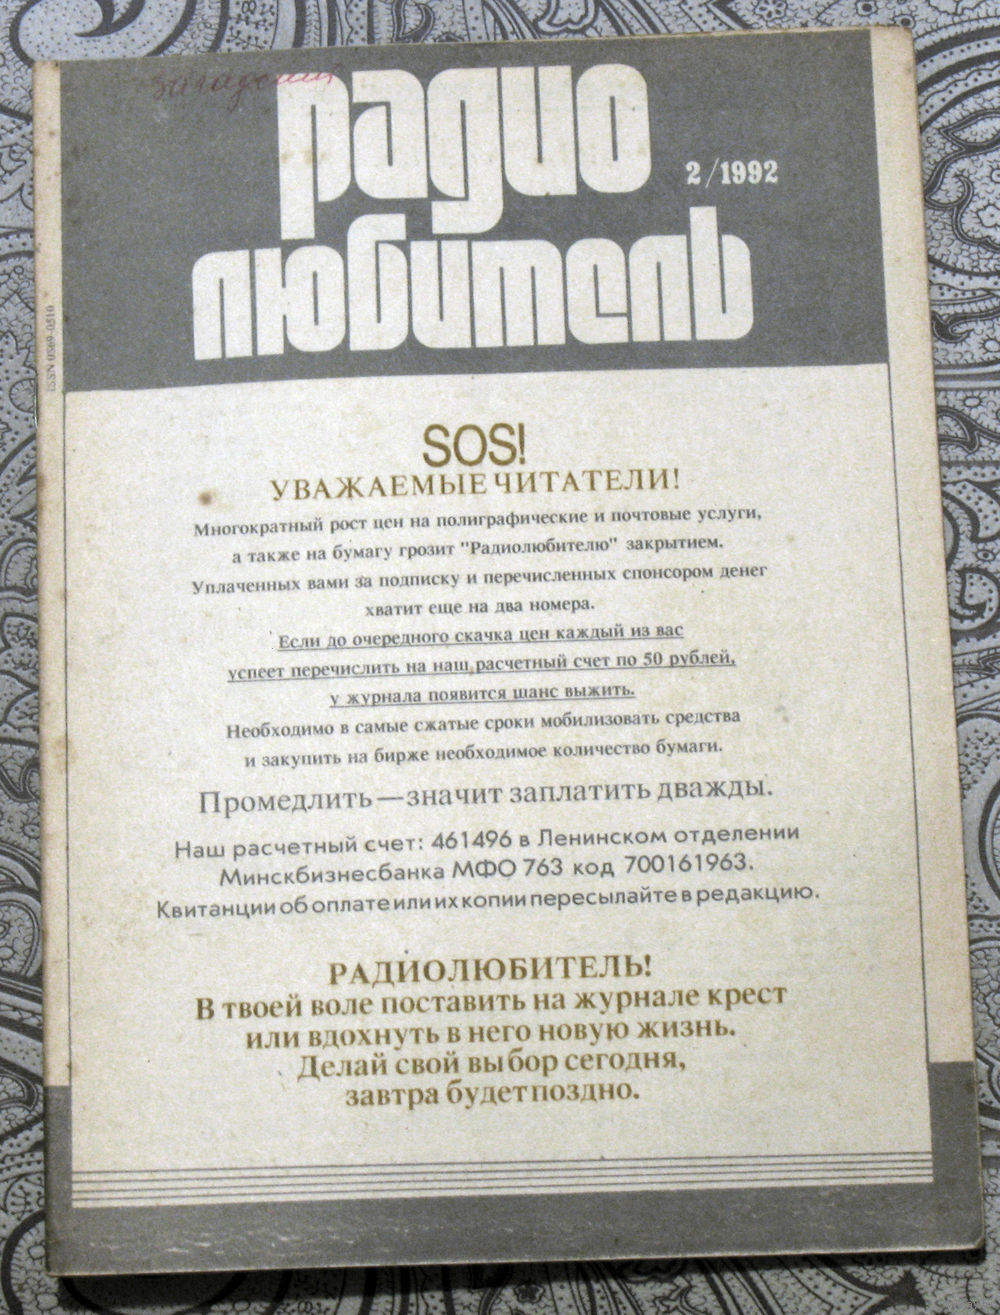 Радио
любитель
2/1992
SOS!
УВАЖАЕМЫЕ ЧИТАТЕЛИ!
Многократный рост цен на полиграфические и почтовые услуги,
а также на бумагу грозит "Радиолюбителю" закрытием.
Уплаченных вами за подписку и перечисленных спонсором денег
хватит еще на два номера.
Если до очередного скачка цен каждый из вас
успеет перечислить на наш расчетный счет по 50 рублей,
у журнала появится шанс выжить.
Необходимо в самые сжатые сроки мобилизовать средства
и закупить на бирже необходимое количество бумаги.
Промедлить — значит заплатить дважды.
Наш расчетный счет: 461496 в Ленинском отделении
Минскбизнесбанка МФО 763 код 700161963.
Квитанции об оплате или их копии пересылайте в редакцию.
РАДИОЛЮБИТЕЛЬ!
В твоей воле поставить на журнале крест
или вдохнуть в него новую жизнь.
Делай свой выбор сегодня,
завтра будет поздно.
ISSN